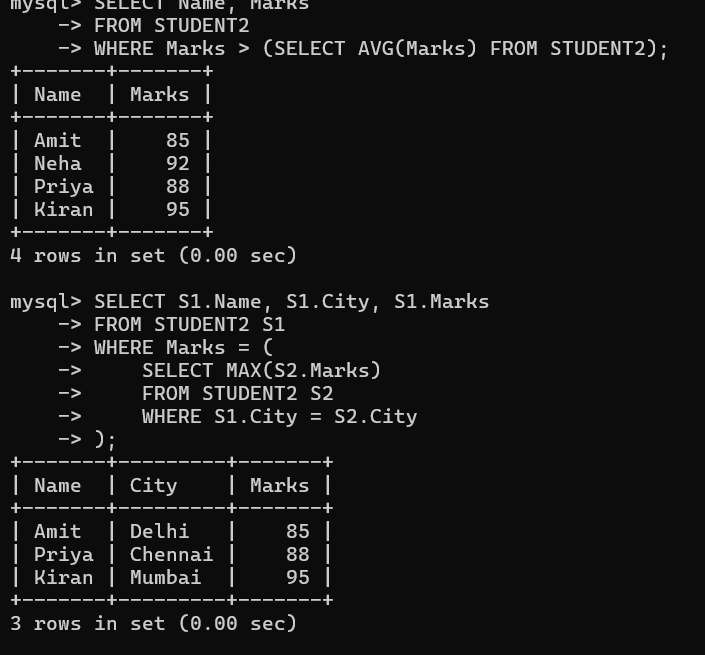 mysql> SELECT Name, Marks
    -> FROM STUDENT2
    -> WHERE Marks > (SELECT AVG(Marks) FROM STUDENT2);
+-------+-------+
| Name  | Marks |
+-------+-------+
| Amit  |    85 |
| Neha  |    92 |
| Priya |    88 |
| Kiran |    95 |
+-------+-------+
4 rows in set (0.00 sec)

mysql> SELECT S1.Name, S1.City, S1.Marks
    -> FROM STUDENT2 S1
    -> WHERE Marks = (
    ->     SELECT MAX(S2.Marks)
    ->     FROM STUDENT2 S2
    ->     WHERE S1.City = S2.City
    -> );
+-------+---------+-------+
| Name  | City    | Marks |
+-------+---------+-------+
| Amit  | Delhi   |    85 |
| Priya | Chennai |    88 |
| Kiran | Mumbai  |    95 |
+-------+---------+-------+
3 rows in set (0.00 sec)